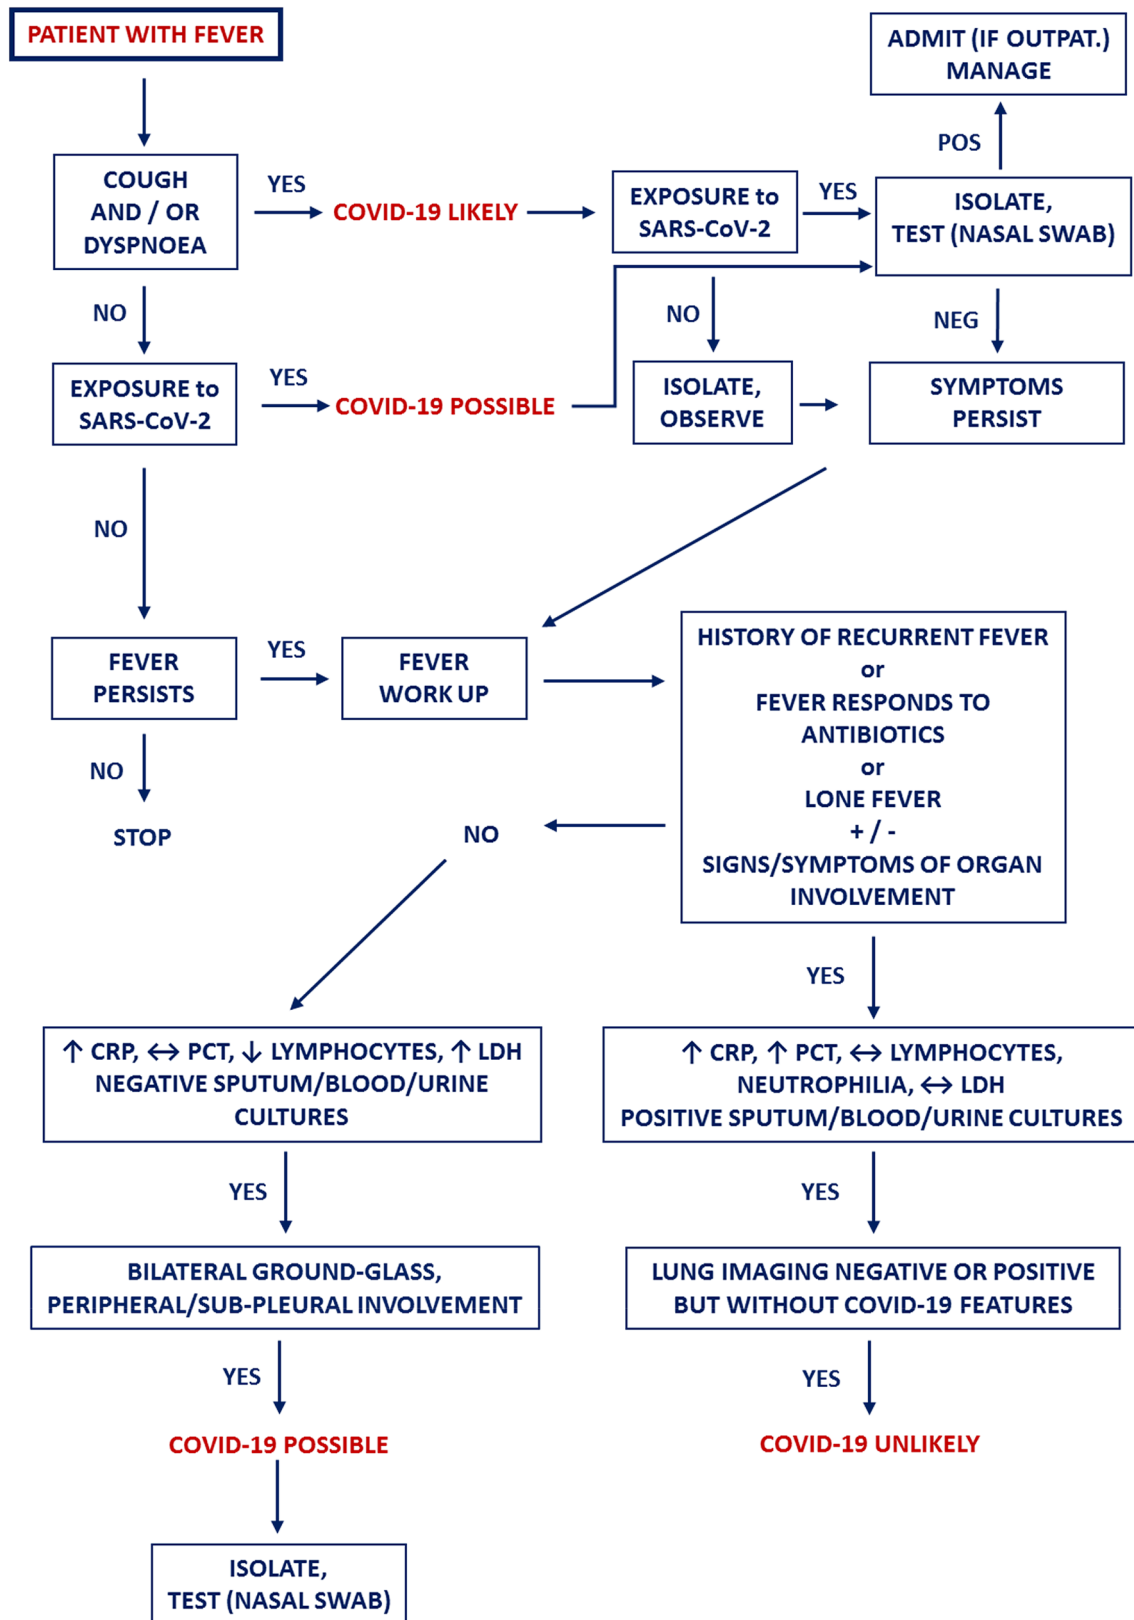 PATIENT WITH FEVER
ADMIT (IF OUTPAT.)
MANAGE
POS
COUGH
AND / OR
DYSPNOEA
YES
COVID-19 LIKELY
EXPOSURE to
SARS-CoV-2
YES
ISOLATE,
TEST (NASAL SWAB)
NO
NO
NEG
EXPOSURE to
SARS-CoV-2
YES
COVID-19 POSSIBLE
ISOLATE,
OBSERVE
SYMPTOMS
PERSIST
NO
FEVER
PERSISTS
YES
FEVER
WORK UP
HISTORY OF RECURRENT FEVER
or
FEVER RESPONDS TO
ANTIBIOTICS
or
LONE FEVER
+ / -
SIGNS/SYMPTOMS OF ORGAN
INVOLVEMENT
NO
STOP
NO
YES
↑ CRP, ↔ PCT, ↓ LYMPHOCYTES, ↑ LDH
NEGATIVE SPUTUM/BLOOD/URINE
CULTURES
↑ CRP, ↑ PCT, ↔ LYMPHOCYTES,
NEUTROPHILIA, ↔ LDH
POSITIVE SPUTUM/BLOOD/URINE CULTURES
YES
YES
BILATERAL GROUND-GLASS,
PERIPHERAL/SUB-PLEURAL INVOLVEMENT
LUNG IMAGING NEGATIVE OR POSITIVE
BUT WITHOUT COVID-19 FEATURES
YES
YES
COVID-19 POSSIBLE
COVID-19 UNLIKELY
ISOLATE,
TEST (NASAL SWAB)